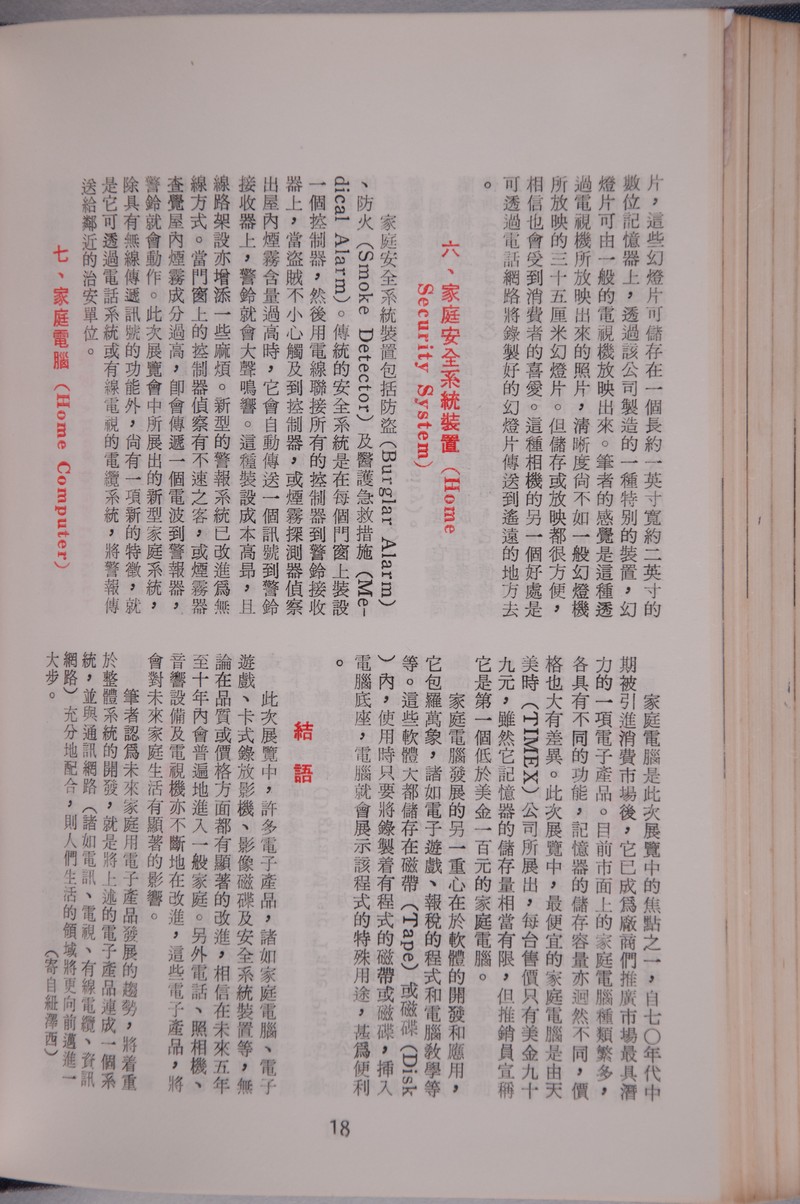 片，這些幻燈片可儲存在一個長約一英寸寬約二英寸的
數位記憶器上，透過該公司製造的一種特別的裝置，幻
燈片可由一般的電視機放映出來。筆者的感覺是這種透
過電視機所放映出來的照片，清晰度尙不如一般幻燈機
所放映的三十五厘米幻燈片。但儲存或放映都很方便，
相信也會受到消費者的喜愛。這種相機的另一個好處是
可透過電話網路將錄製好的幻燈片傳送到遙遠的地方去
。
六、家庭安全系統裝置（Home
Security System）
家庭安全系統裝置包括防盜（Burglar Alarm）
、防火（Smoke Detector）及醫護急救措施（Me-
dical Alarm）。傳統的安全系統是在每個門窗上裝設
一個控制器，然後用電線聯接所有的控制器到警鈴接收
器上，當盜賊不小心觸及到控制器，或煙霧探測器偵察
出屋內煙霧含量過高時，它會自動傳送一個訊號到警鈴
接收器上，警鈴就會大聲鳴響。這種裝設成本高昻，且
線路架設亦增添一些麻煩。新型的警報系統已改進爲無
線方式。當門窗上的控制器偵察有不速之客，或煙霧器
查覺屋內煙霧成分過高，卽會傳遞一個電波到警報器，
警鈴就會動作。此次展覽會中所展出的新型家庭系統，
除具有無線傳遞訊號的功能外，尙有一項新的特徵，就
是它可透過電話系統或有線電視的電纜系統，將警報傳
送給鄰近的治安單位。
七、家庭電腦（Home Computer）
家庭電腦是此次展覽中的焦點之一，自七〇年代中
期被引進消費市場後，它已成爲廠商們推廣市場最具潛
力的一項電子產品。目前市面上的家庭電腦種類繁多，
各具有不同的功能，記憶器的儲存容量亦迥然不同，價
格也大有差異。此次展覽中，最便宜的家庭電腦是由天
美時（TIMEX）公司所展出，每台售價只有美金九十
九元，雖然它記憶器的儲存量相當有限，但推銷員宣稱
它是第一個低於美金一百元的家庭電腦。
家庭電腦發展的另一重心在於軟體的開發和應用，
它包羅萬象，諸如電子遊戲、報稅的程式和電腦敎學等
等。這些軟體大都儲存在磁帶（Tape）或磁碟（Disk
）內，使用時只要將錄製着有程式的磁帶或磁碟，揷入
電腦底座，電腦就會展示該程式的特殊用途，甚爲便利
。
結語
此次展覽中，許多電子產品，諸如家庭電腦、電子
遊戲、卡式錄放影機、影像磁碟及安全系統裝置等，無
論在品質或價格方面都有顯著的改進，相信在未來五年
至十年內會普遍地進入一般家庭。另外電話、照相機、
音響設備及電視機亦不斷地在改進，這些電子產品，將
會對未來家庭生活有顯著的影響。
筆者認爲未來家庭用電子產品發展的趨勢，將着重
於整體系統的開發，就是將上述的電子產品連成一個系
統，並與通訊網路（諸如電訊、電視、有線電纜、資訊
網路）充分地配合，則人們生活的領域將更向前邁進一
大步。
（寄自紐澤西）
18